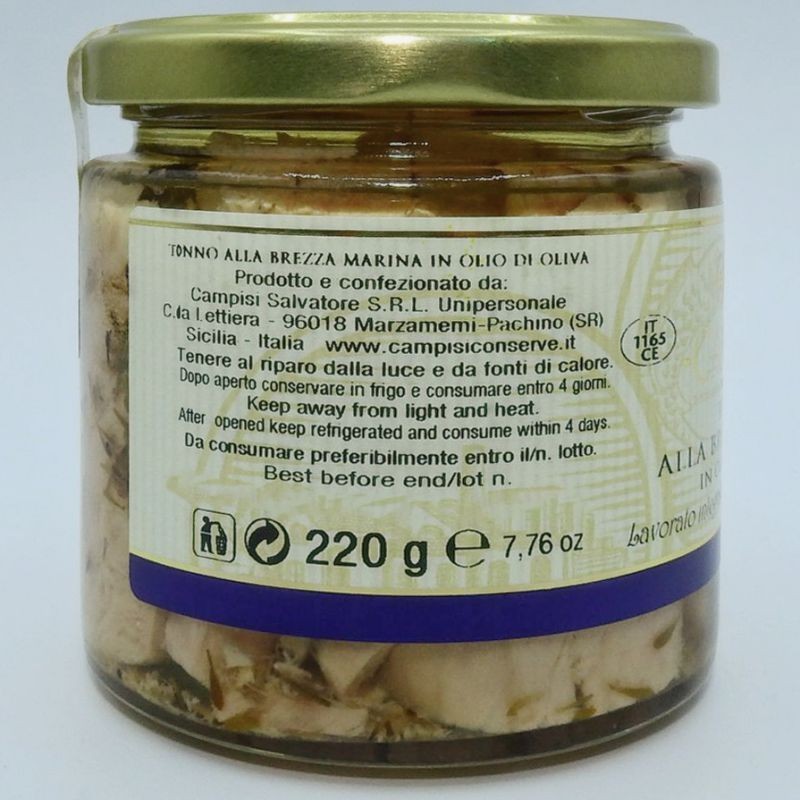 TONNO ALLA BREZZA MARINA IN OLIO DI OLIVA
Prodotto e confezionato da:
Campisi Salvatore S.R.L. Unipersonale
C.da Lettiera - 96018 Marzamemi-Pachino (SR)
Sicilia - Italia www.campisiconserve.it
Tenere al riparo dalla luce e da fonti di calore.
Dopo aperto conservare in frigo e consumare entro 4 giorni.
Keep away from light and heat.
After opened keep refrigerated and consume within 4 days.
Da consumare preferibilmente entro il/n. lotto.
Best before end/lot n.
220 g e 7,76 oz
IT
1165
CE
ALLA
IN
Lavorato